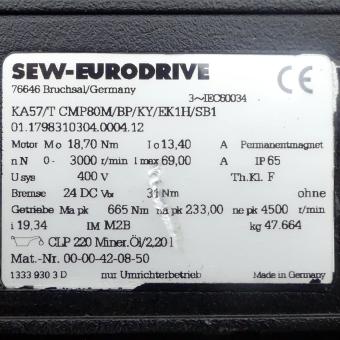 SEW-EURODRIVE
76646 Bruchsal/Germany
3~IEC60034
KA57/T CMP80M/BP/KY/EK1H/SB1
01.1798310304.0004.12
Motor Mo 18,70 Nm Io 13,40 A Permanentmagnet
n N 0- 3000 r/min I max 69,00 A IP 65
U sys 400 V Th.Kl. F
Bremse 24 DC Vbr 31 Nm ohne
Getriebe Ma pk 665 Nm na pk 233,00 ne pk 4500 r/min
i 19,34 IM M2B kg 47.664
CLP 220 Miner.Öl/2,20 l
Mat.-Nr. 00-00-42-08-50
1333 930 3 D nur Umrichterbetrieb Made in Germany